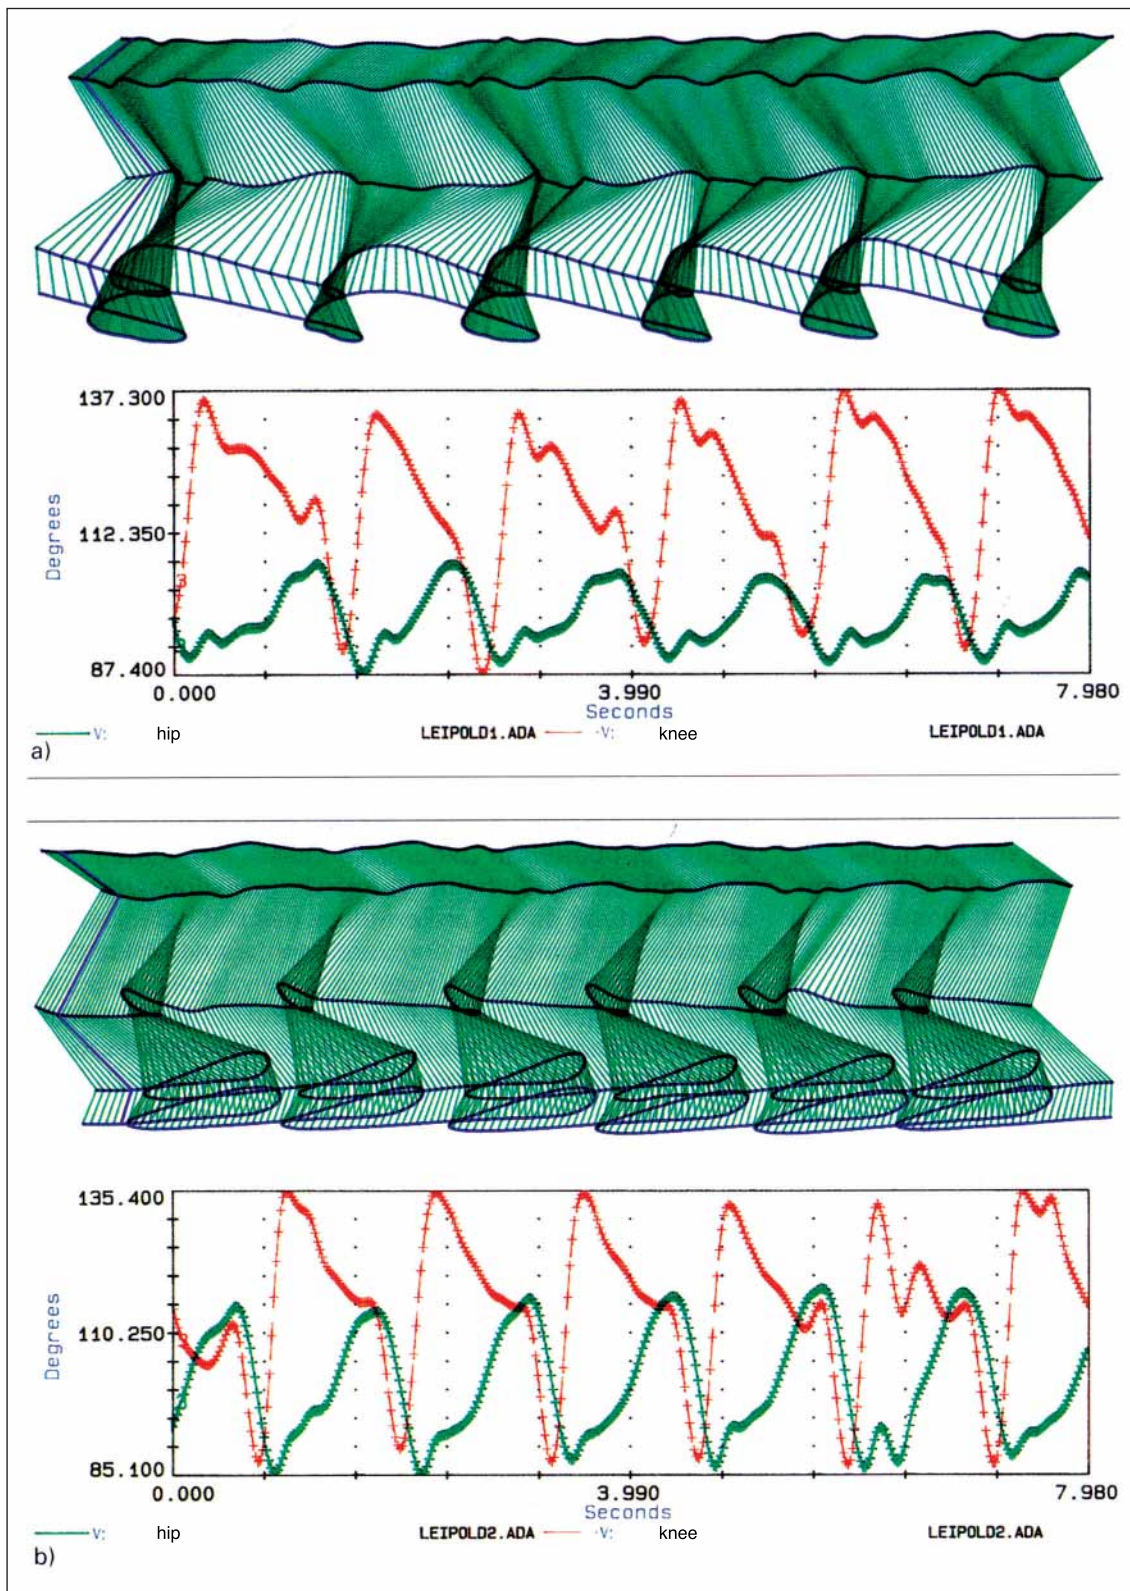 137.300
112.350
87.400
Degrees
3
0.000
3.990
7.980
Seconds
V: hip LEIPOLD1.ADA V: knee LEIPOLD1.ADA
a)
135.400
110.250
85.100
Degrees
0.000
3.990
7.980
Seconds
V: hip LEIPOLD2.ADA V: knee LEIPOLD2.ADA
b)